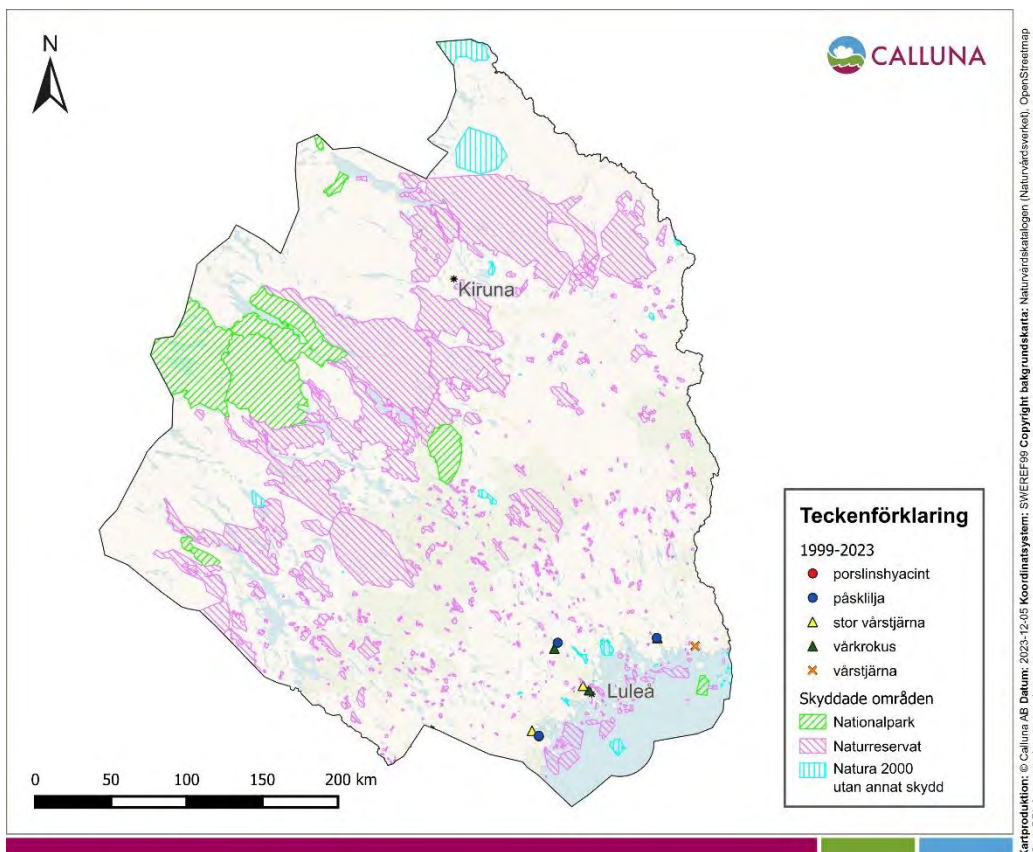 N
CALLUNA
Kiruna
Luleå
0 50 100 150 200 km
Teckenförklaring
1999-2023
porslinshyacint
påsklilja
stor vårstjärna
vårkrokus
vårstjärna
Skyddade områden
Nationalpark
Naturreservat
Natura 2000
utan annat skydd
Kartproduktion: © Calluna AB Datum: 2023-12-05 Koordinatsystem: SWEREF99 Copyright bakgrundskarta: Naturvårdskatalogen (Naturvårdsverket), OpenStreetmap